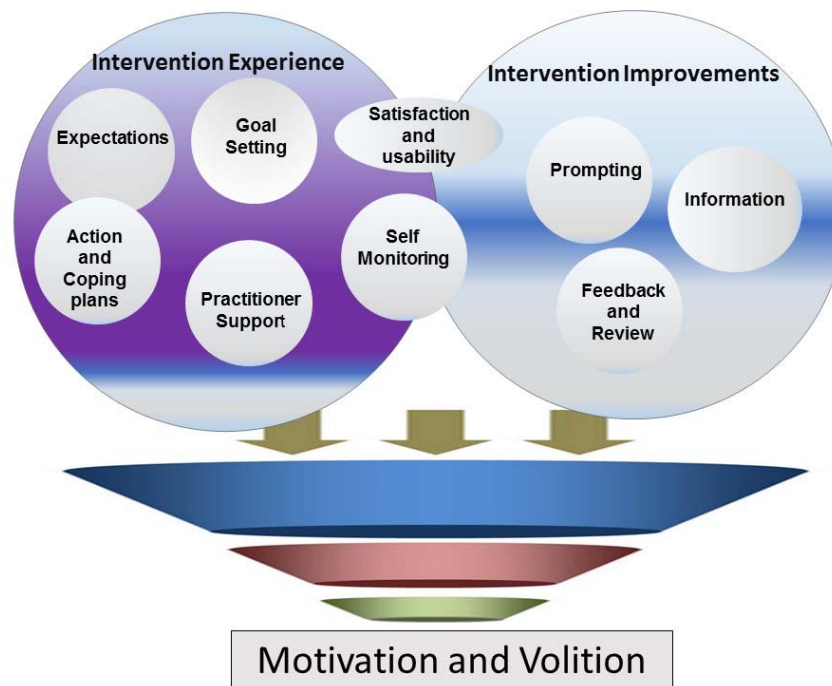 Intervention Experience
Expectations
Goal
Setting
Satisfaction
and
usability
Action
and
Coping
plans
Practitioner
Support
Self
Monitoring
Intervention Improvements
Prompting
Information
Feedback
and
Review
Motivation and Volition